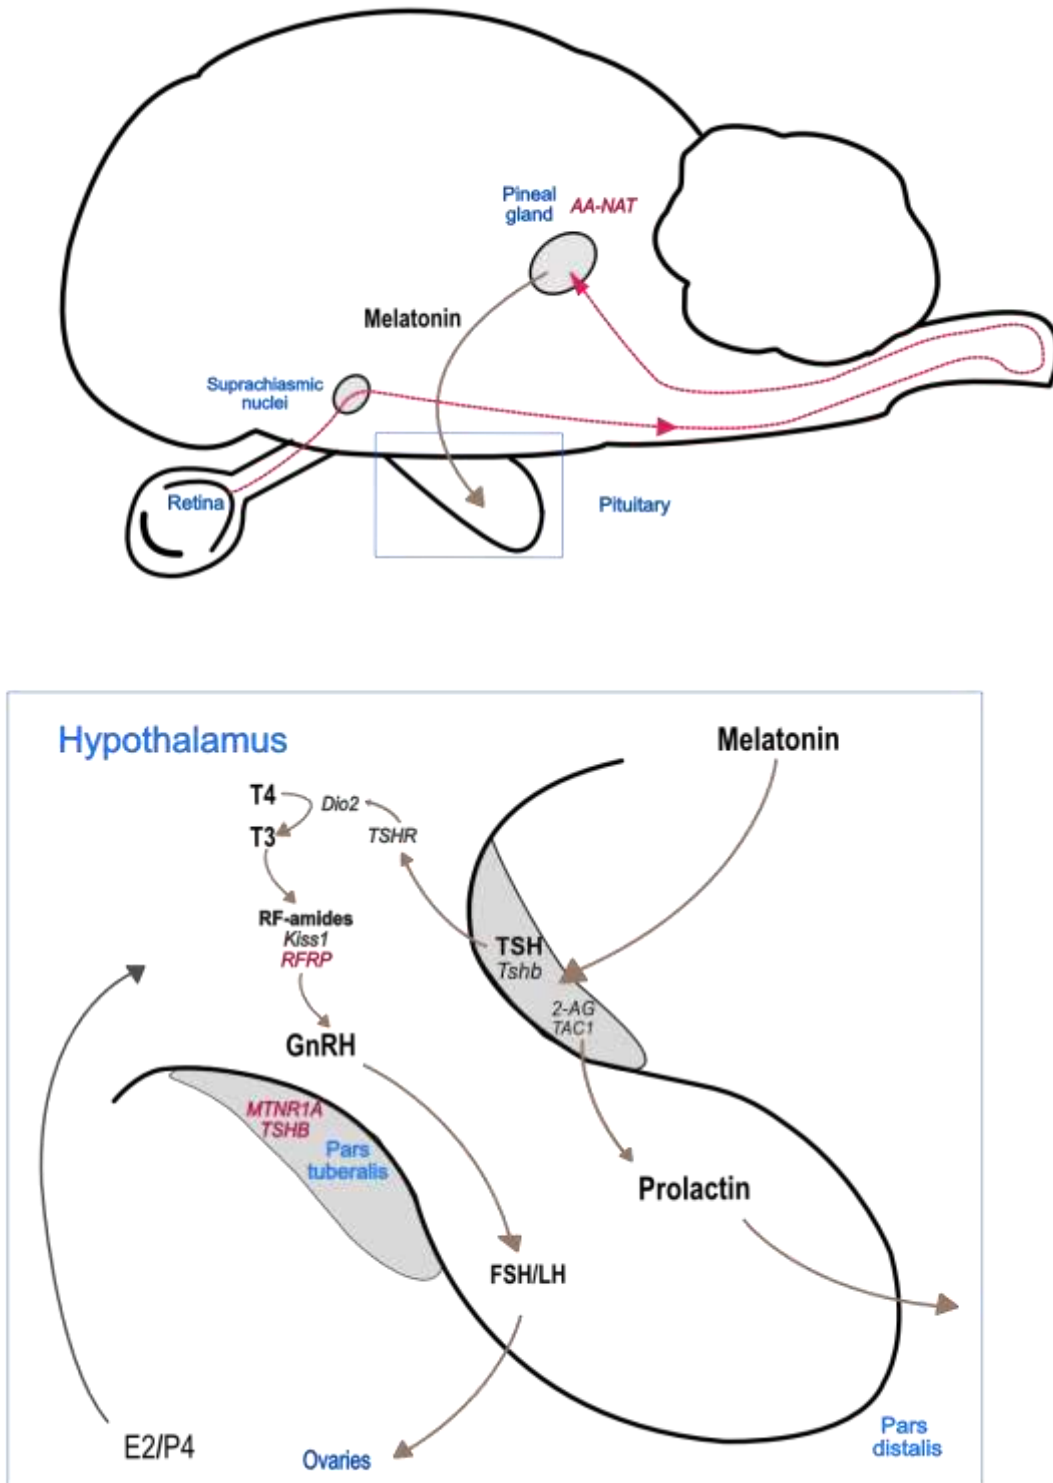 Pineal
gland
AA-NAT
Melatonin
Suprachiasmic
nuclei
Retina
Pituitary
Hypothalamus
Melatonin
T4
Dio2
T3
TSHR
RF-amides
Kiss1
RFRP
TSH
Tshb
2-AG
TAC1
GnRH
MTNR1A
TSHB
Pars
tuberalis
Prolactin
FSH/LH
E2/P4
Ovaries
Pars
distalis